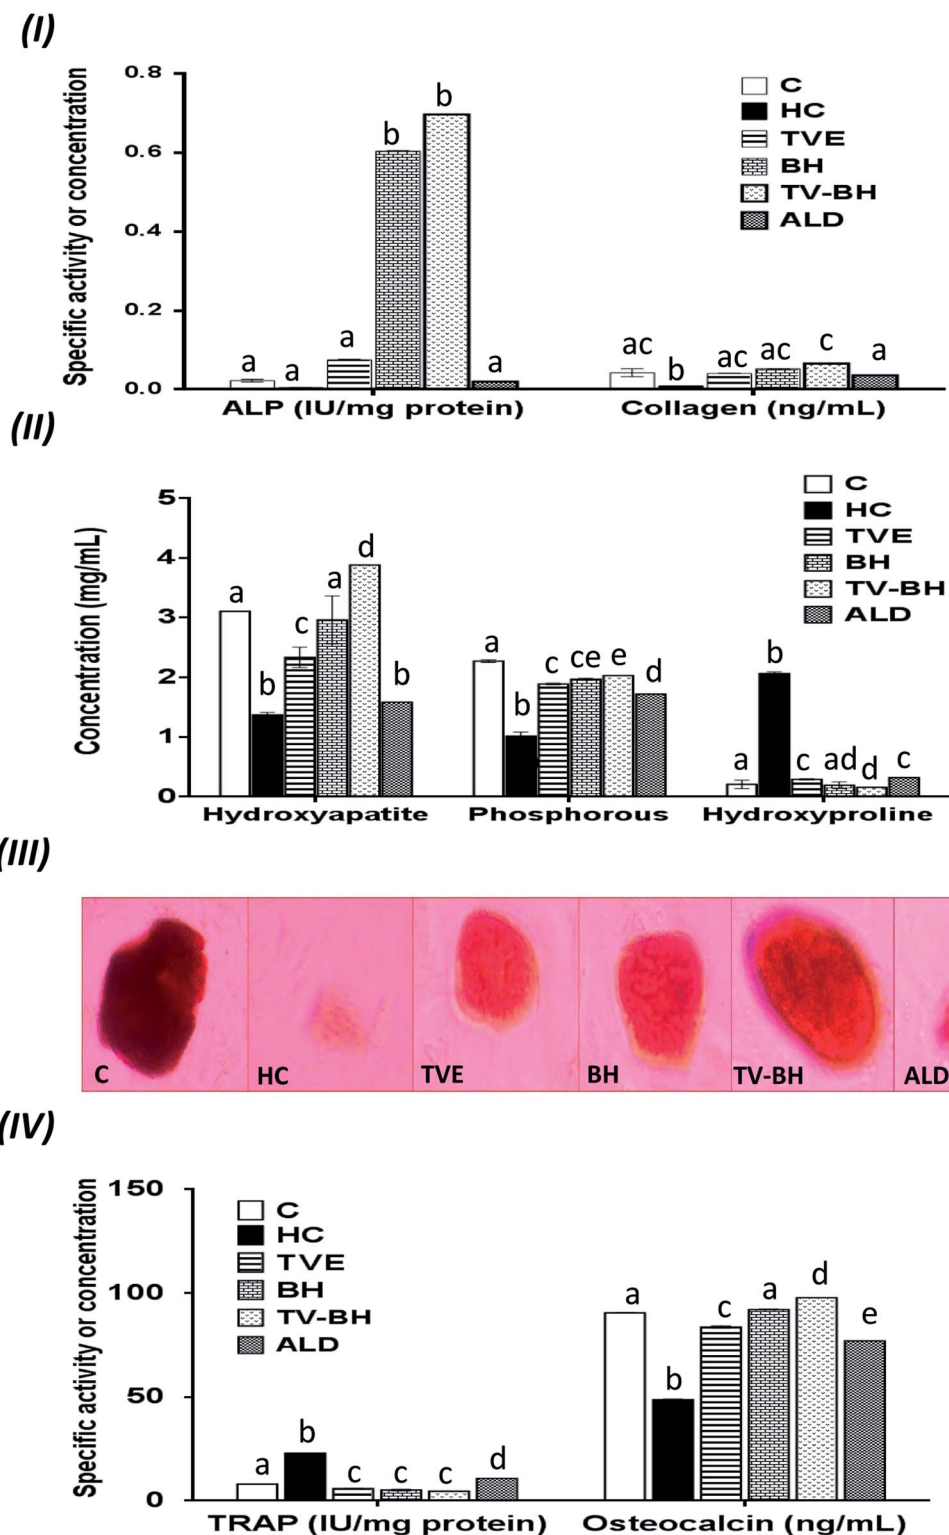 (I)
Specific activity or concentration
0.8
0.6
0.4
0.2
0.0
a a a b b a
ac b ac ac c a
C
HC
TVE
BH
TV-BH
ALD
ALP (IU/mg protein) Collagen (ng/mL)
(II)
Concentration (mg/mL)
5
4
3
2
1
0
a b c a d b
a b c ce e d
a b c ad d c
C
HC
TVE
BH
TV-BH
ALD
Hydroxyapatite Phosphorous Hydroxyproline
(III)
C HC TVE BH TV-BH ALD
(IV)
Specific activity or concentration
150
100
50
0
C
HC
TVE
BH
TV-BH
ALD
a b c c c d
a b c a d e
TRAP (IU/mg protein) Osteocalcin (ng/mL)